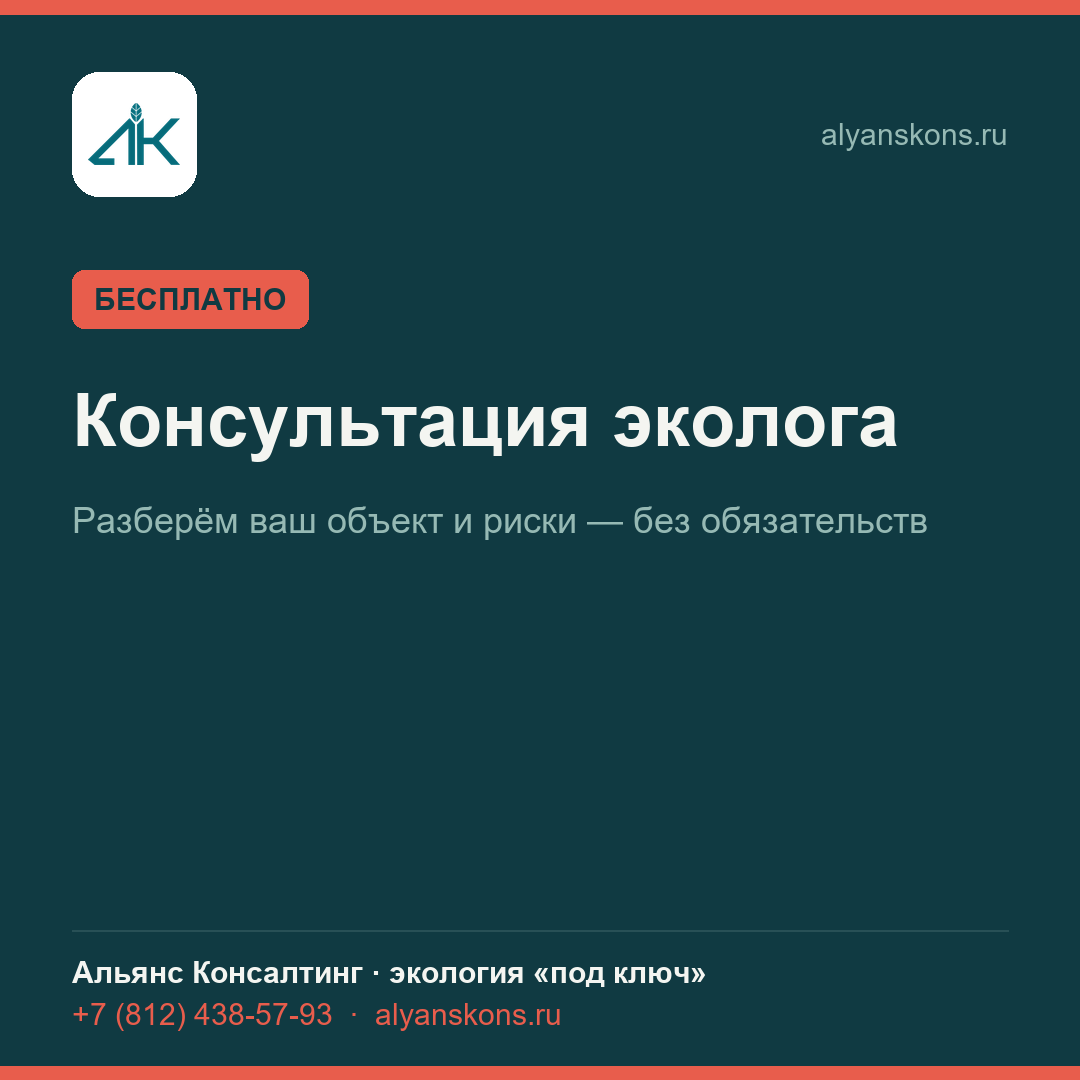 АК
alyanskons.ru
БЕСПЛАТНО
Консультация эколога
Разберём ваш объект и риски — без обязательств
Альянс Консалтинг · экология «под ключ»
+7 (812) 438-57-93 · alyanskons.ru